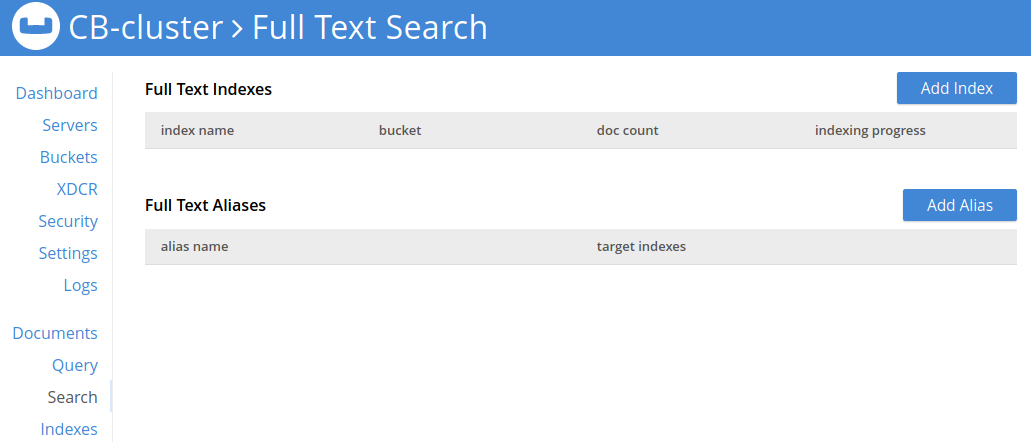 CB-cluster > Full Text Search
Dashboard
Servers
Buckets
XDCR
Security
Settings
Logs
Documents
Query
Search
Indexes
Full Text Indexes
Add Index
index name bucket doc count indexing progress
Full Text Aliases
Add Alias
alias name target indexes